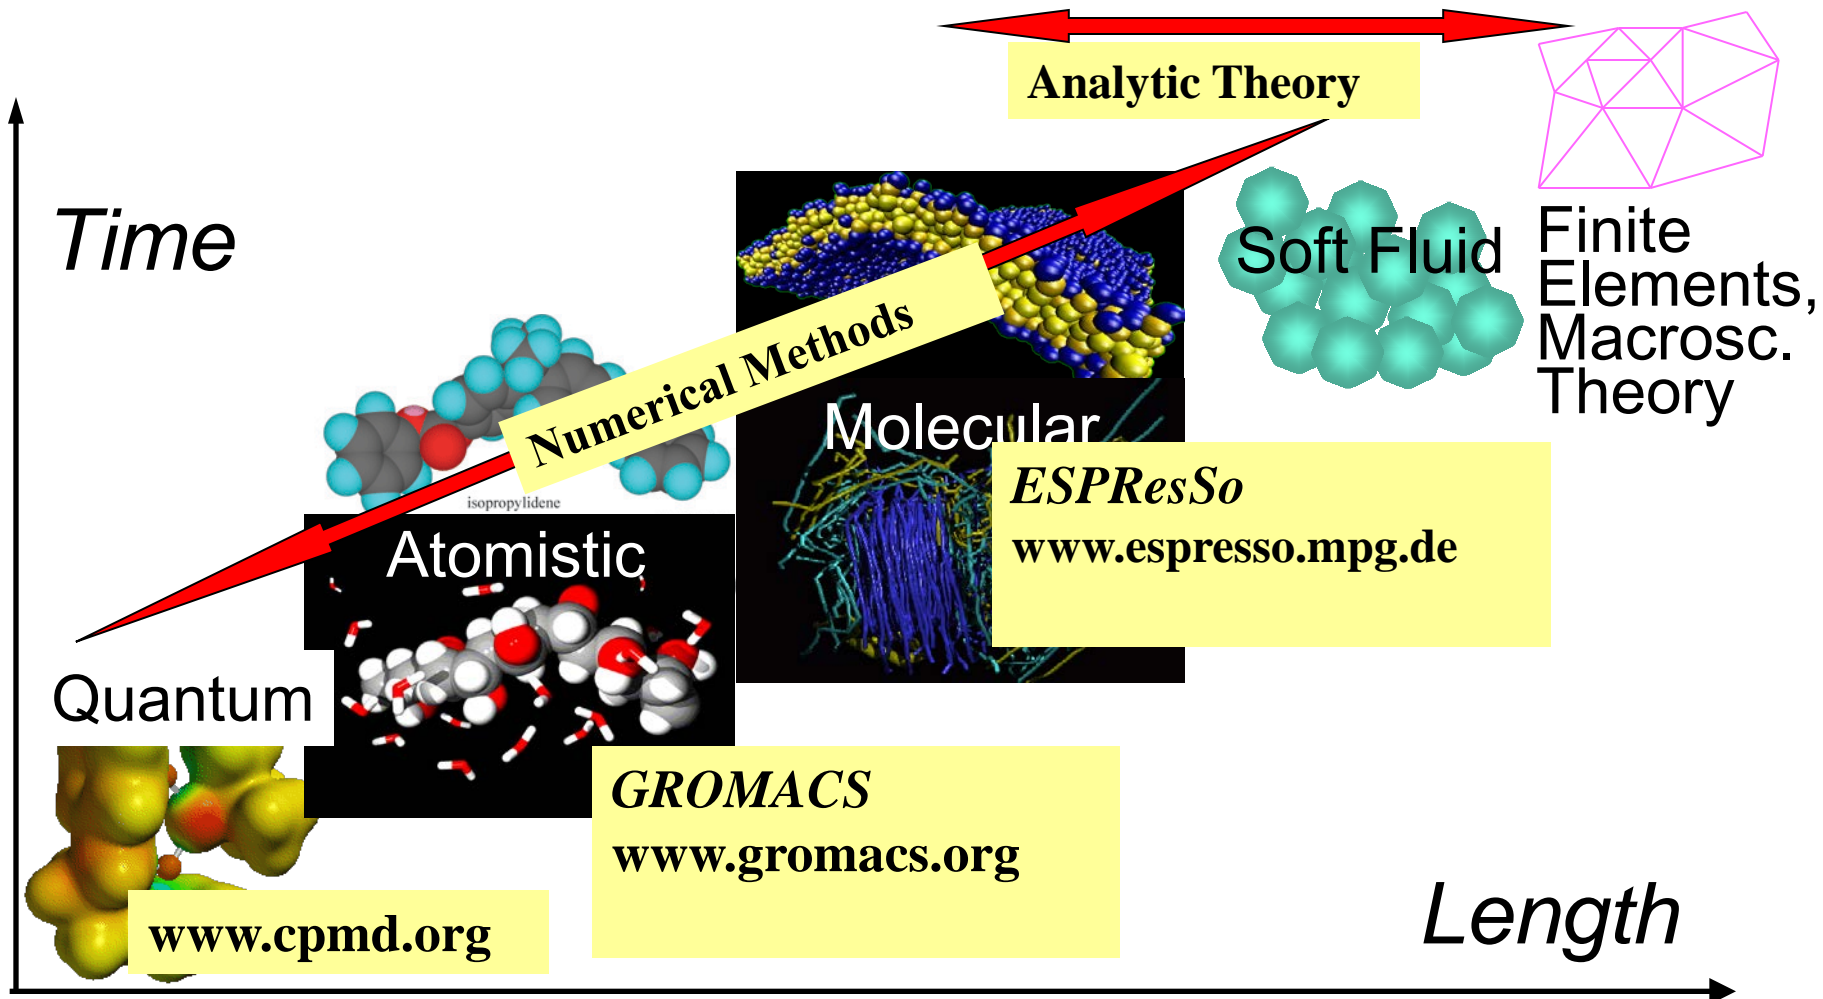 Analytic Theory
Time
Soft Fluid
Finite
Elements,
Macrosc.
Theory
Numerical Methods
Molecular
isopropylidene
ESPResSo
www.espresso.mpg.de
Atomistic
Quantum
GROMACS
www.gromacs.org
www.cpmd.org
Length